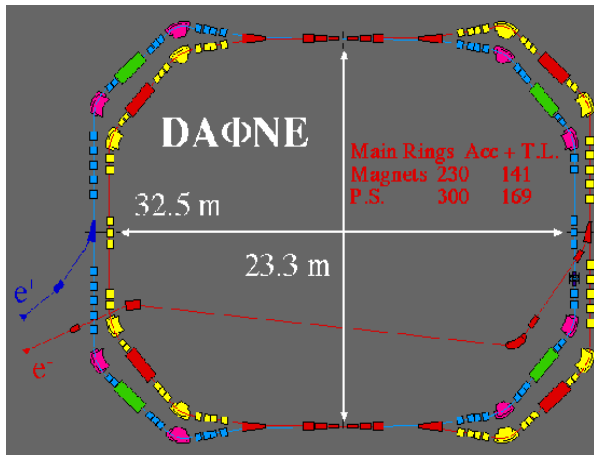 DAΦNE
Main Rings Acc + T.L.
Magnets 230 141
P.S. 300 169
32.5 m
23.3 m
e⁺
e⁻